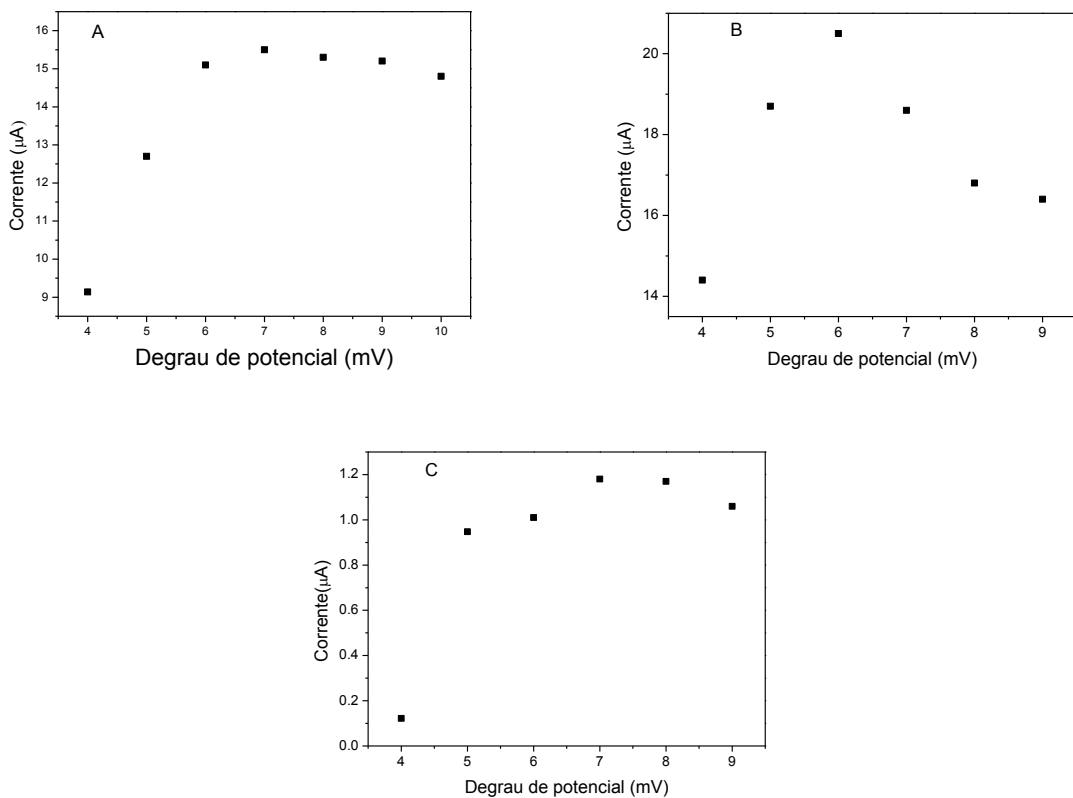 A
16
15
14
13
12
11
10
9
Corrente (μA)
4 5 6 7 8 9 10
Degrau de potencial (mV)
B
20
18
16
14
Corrente (μA)
4 5 6 7 8 9
Degrau de potencial (mV)
C
1.2
1.0
0.8
0.6
0.4
0.2
0.0
Corrente(μA)
4 5 6 7 8 9
Degrau de potencial (mV)